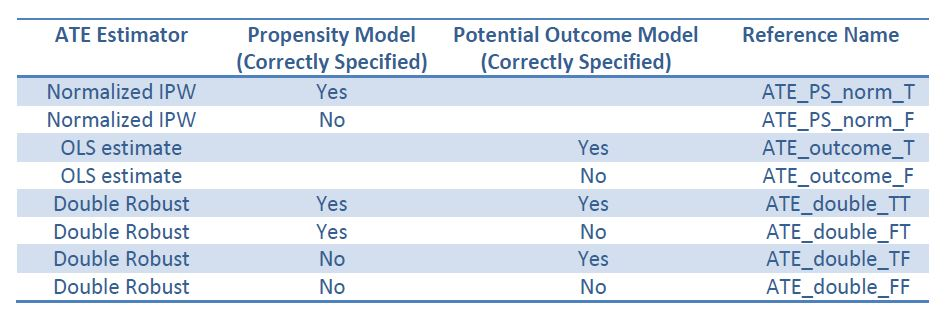 ATE Estimator Propensity Model Potential Outcome Model Reference Name
(Correctly Specified) (Correctly Specified)
Normalized IPW Yes ATE_PS_norm_T
Normalized IPW No ATE_PS_norm_F
OLS estimate Yes ATE_outcome_T
OLS estimate No ATE_outcome_F
Double Robust Yes Yes ATE_double_TT
Double Robust Yes No ATE_double_FT
Double Robust No Yes ATE_double_TF
Double Robust No No ATE_double_FF